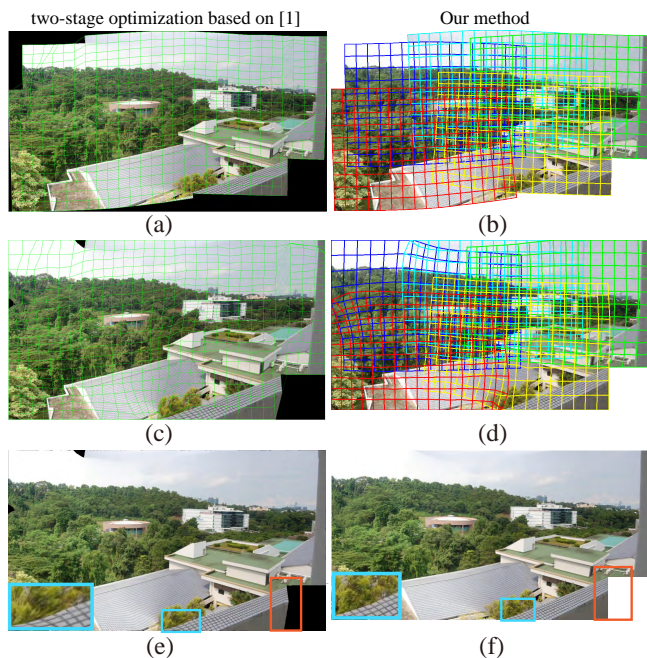 two-stage optimization based on [1]
Our method
(a)
(b)
(c)
(d)
(e)
(f)